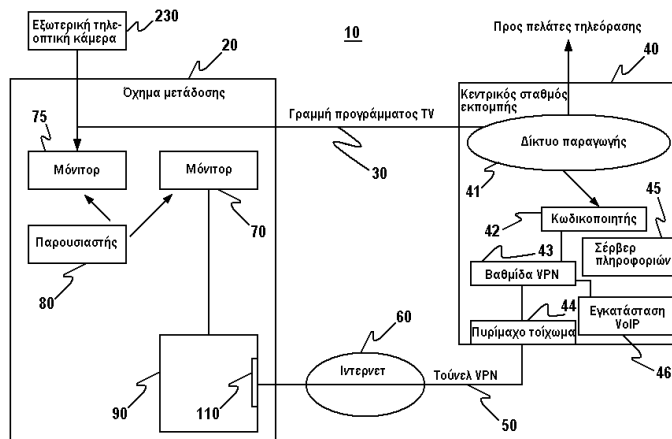 Εξωτερική τηλε-
οπτική κάμερα
230
10
Προς πελάτες τηλεόρασης
20
40
Όχημα μετάδοσης
Κεντρικός σταθμός
εκπομπής
75
Γραμμή προγράμματος TV
Δίκτυο παραγωγής
Μόνιτορ
Μόνιτορ
30
41
45
42
Κωδικοποιητής
70
Παρουσιαστής
43
Σέρβερ
πληροφοριών
80
Βαθμίδα VPN
44
Εγκατάσταση
VoIP
60
Πυρίμαχο τοίχωμα
46
90
110
Ιντερνετ
Τούνελ VPN
50